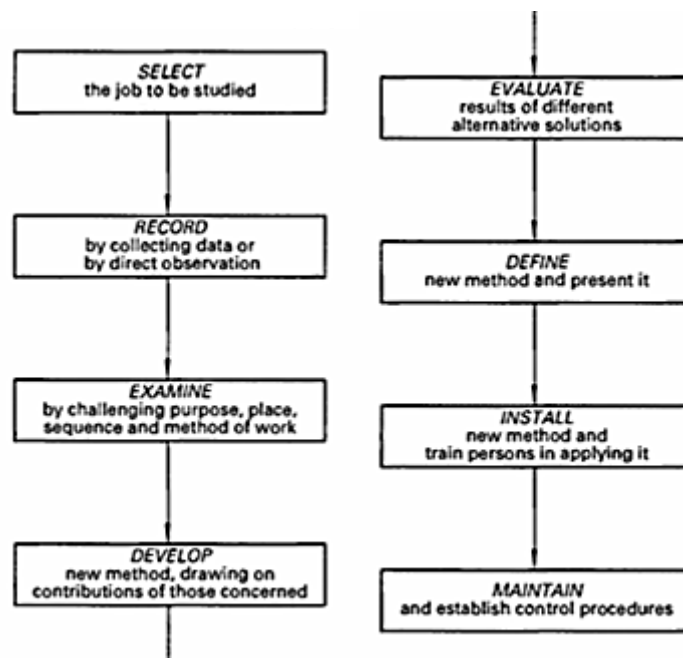 SELECT
the job to be studied
RECORD
by collecting data or
by direct observation
EXAMINE
by challenging purpose, place,
sequence and method of work
DEVELOP
new method, drawing on
contributions of those concerned
EVALUATE
results of different
alternative solutions
DEFINE
new method and present it
INSTALL
new method and
train persons in applying it
MAINTAIN
and establish control procedures